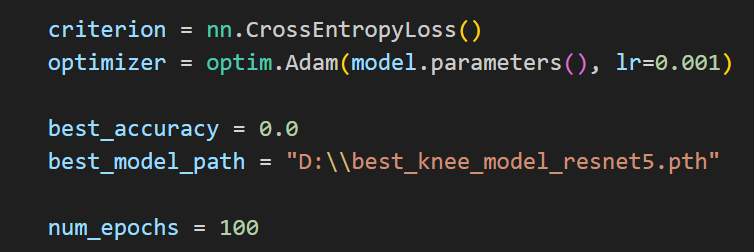 criterion = nn.CrossEntropyLoss()
optimizer = optim.Adam(model.parameters(), lr=0.001)
best_accuracy = 0.0
best_model_path = "D:\\best_knee_model_resnet5.pth"
num_epochs = 100